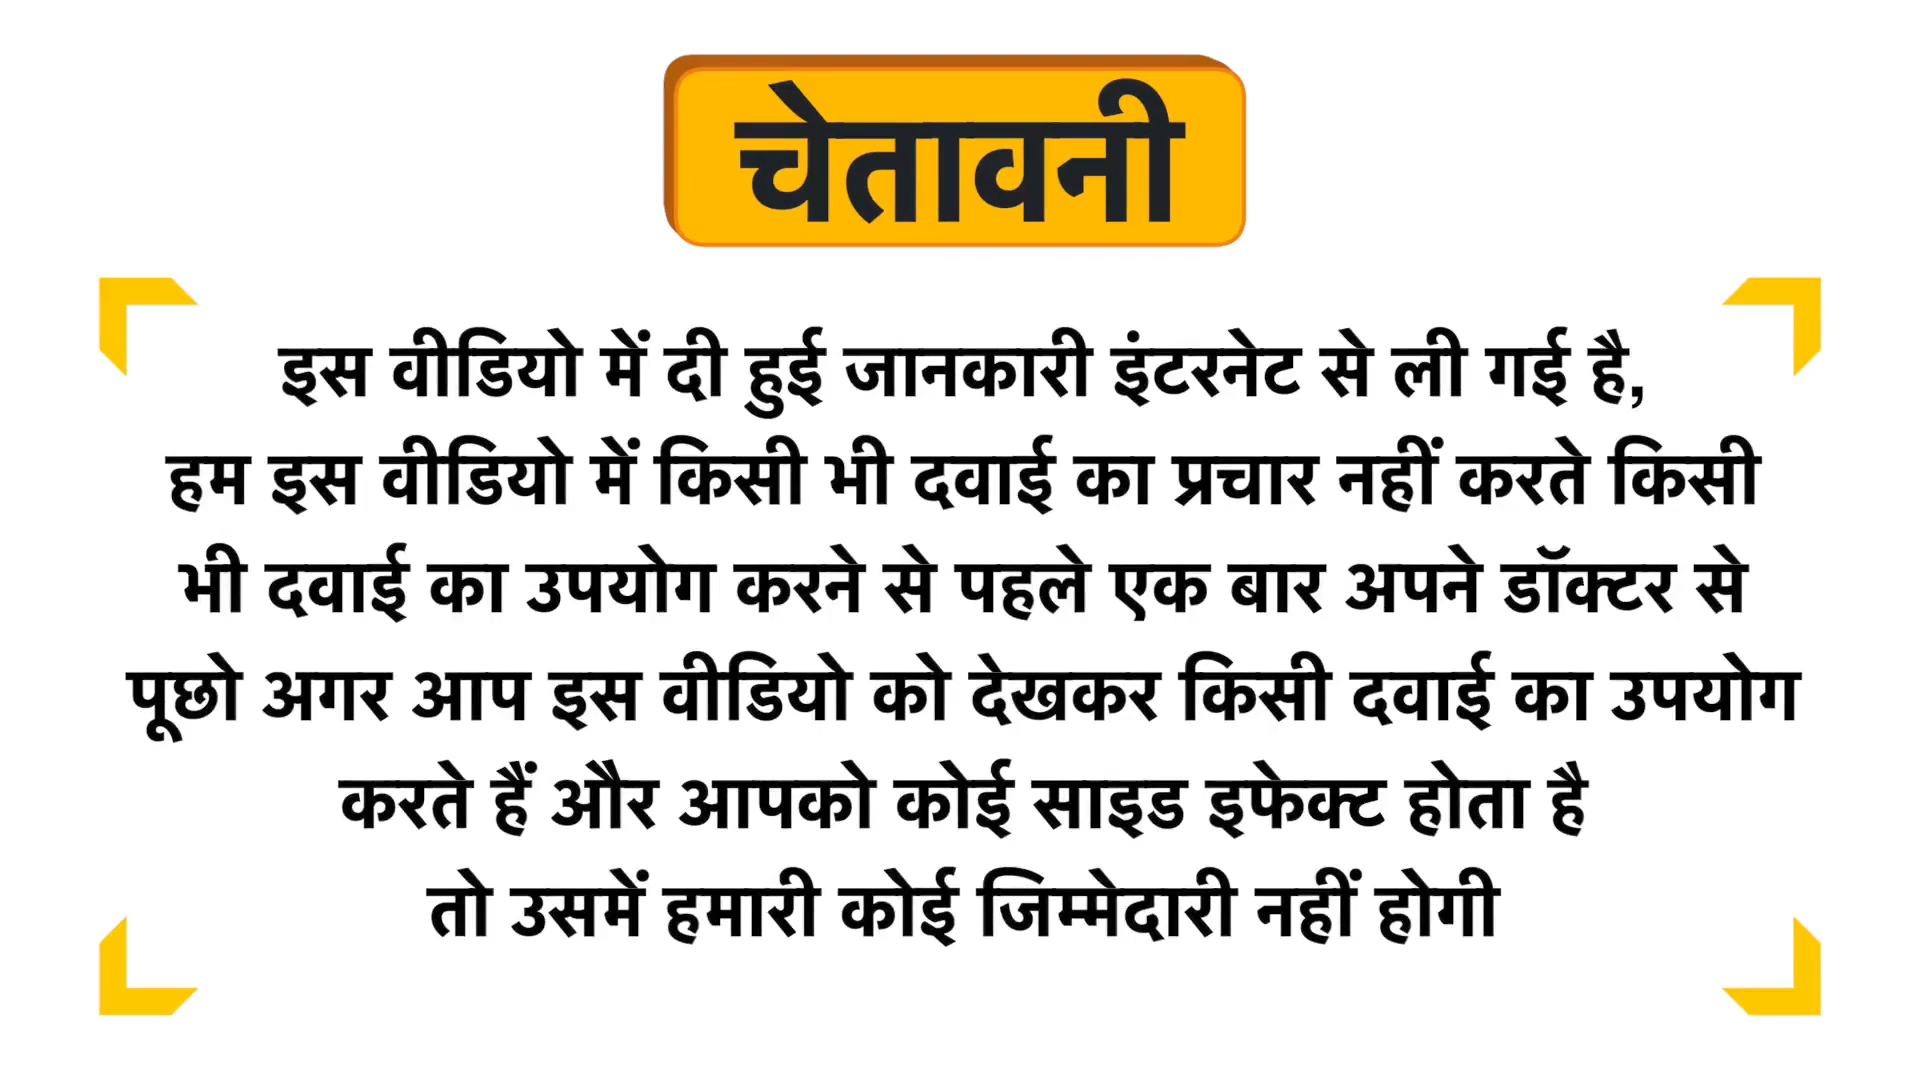 चेतावनी
इस वीडियो में दी हुई जानकारी इंटरनेट से ली गई है,
हम इस वीडियो में किसी भी दवाई का प्रचार नहीं करते किसी
भी दवाई का उपयोग करने से पहले एक बार अपने डॉक्टर से
पूछो अगर आप इस वीडियो को देखकर किसी दवाई का उपयोग
करते हैं और आपको कोई साइड इफेक्ट होता है
तो उसमें हमारी कोई जिम्मेदारी नहीं होगी